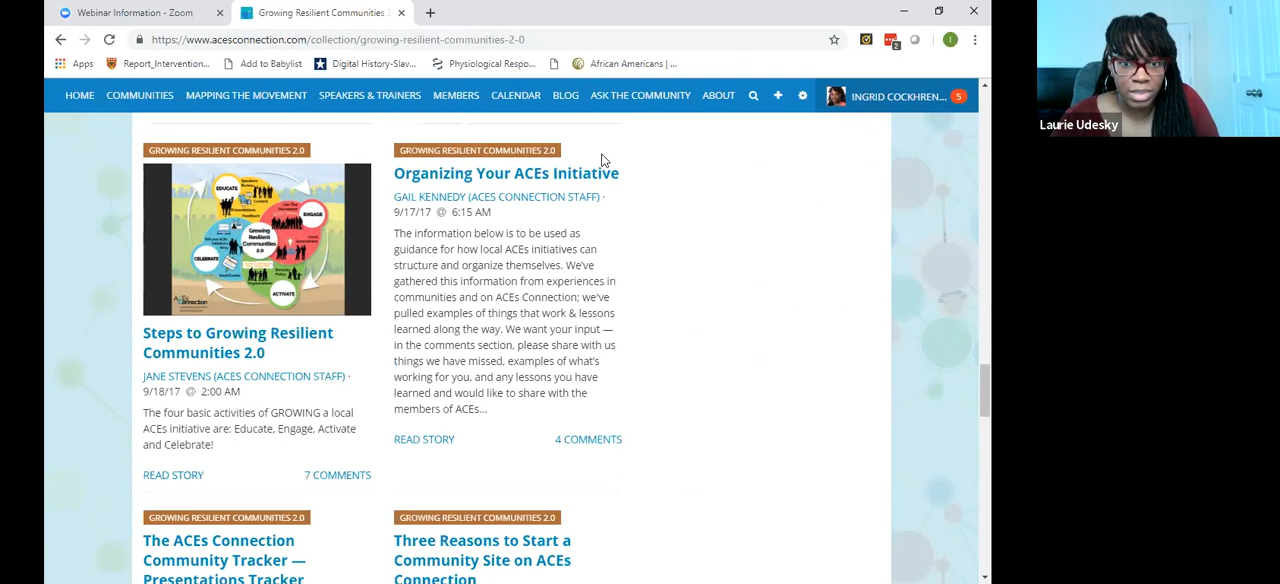 Webinar Information - Zoom
Growing Resilient Communities
https://www.acesconnection.com/collection/growing-resilient-communities-2-0
2
I
Apps
Report_Intervention...
Add to Babylist
Digital History-Slav...
Physiological Respo...
African Americans | ...
HOME
COMMUNITIES
MAPPING THE MOVEMENT
SPEAKERS & TRAINERS
MEMBERS
CALENDAR
BLOG
ASK THE COMMUNITY
ABOUT
INGRID COCKHREN...
5
Laurie Udesky
GROWING RESILIENT COMMUNITIES 2.0
EDUCATE
ENGAGE
Growing
Resilient
Communities
2.0
CELEBRATE
ACTIVATE
Steps to Growing Resilient
Communities 2.0
JANE STEVENS (ACES CONNECTION STAFF) ·
9/18/17 @ 2:00 AM
The four basic activities of GROWING a local
ACEs initiative are: Educate, Engage, Activate
and Celebrate!
READ STORY
7 COMMENTS
GROWING RESILIENT COMMUNITIES 2.0
Organizing Your ACEs Initiative
GAIL KENNEDY (ACES CONNECTION STAFF) ·
9/17/17 @ 6:15 AM
The information below is to be used as
guidance for how local ACEs initiatives can
structure and organize themselves. We've
gathered this information from experiences in
communities and on ACEs Connection; we've
pulled examples of things that work & lessons
learned along the way. We want your input —
in the comments section, please share with us
things we have missed, examples of what's
working for you, and any lessons you have
learned and would like to share with the
members of ACEs...
READ STORY
4 COMMENTS
GROWING RESILIENT COMMUNITIES 2.0
The ACEs Connection
Community Tracker —
Presentations Tracker
GROWING RESILIENT COMMUNITIES 2.0
Three Reasons to Start a
Community Site on ACEs
Connection